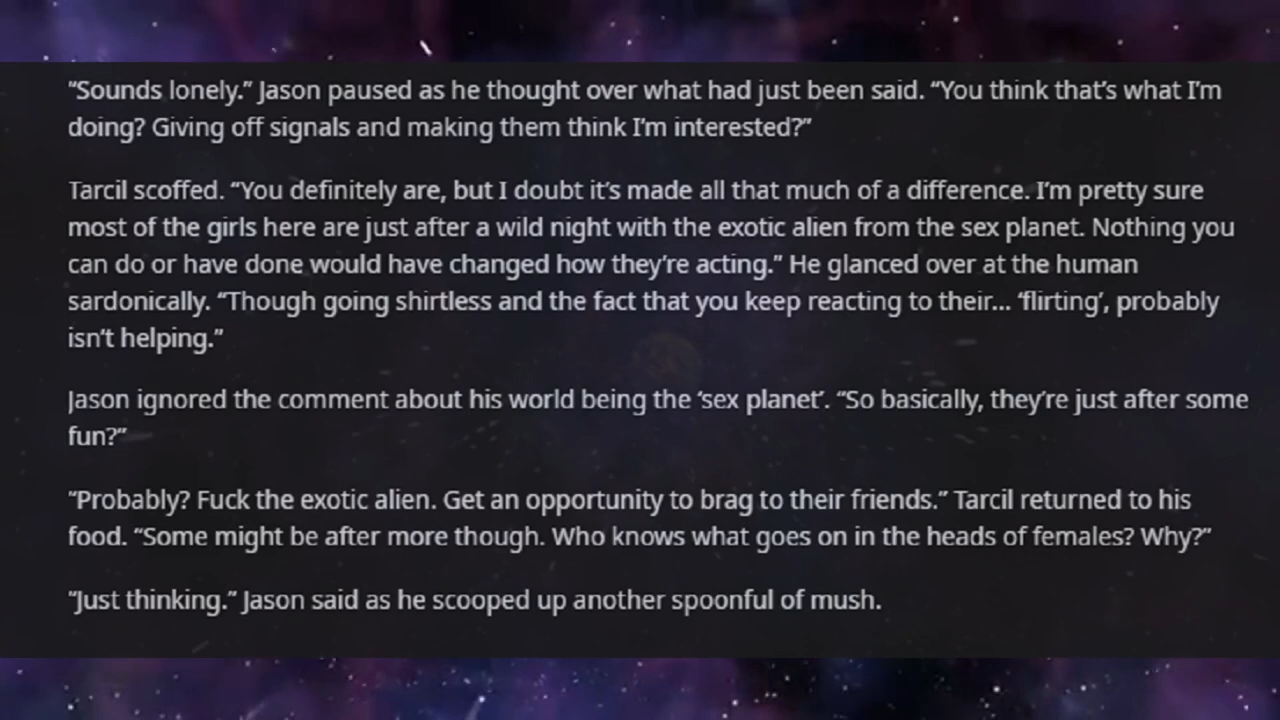 “Sounds lonely.” Jason paused as he thought over what had just been said. “You think that’s what I’m
doing? Giving off signals and making them think I’m interested?”
Tarcil scoffed. “You definitely are, but I doubt it’s made all that much of a difference. I’m pretty sure
most of the girls here are just after a wild night with the exotic alien from the sex planet. Nothing you
can do or have done would have changed how they’re acting.” He glanced over at the human
sardonically. “Though going shirtless and the fact that you keep reacting to their... ‘flirting’, probably
isn’t helping.”
Jason ignored the comment about his world being the ‘sex planet’. “So basically, they’re just after some
fun?”
“Probably? Fuck the exotic alien. Get an opportunity to brag to their friends.” Tarcil returned to his
food. “Some might be after more though. Who knows what goes on in the heads of females? Why?”
“Just thinking.” Jason said as he scooped up another spoonful of mush.